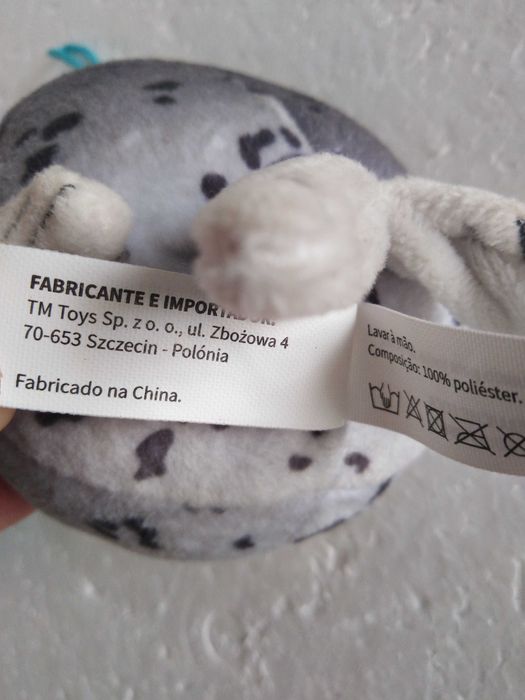 FABRICANTE E IMPORTADOR:
TM Toys Sp. z o. o., ul. Zbożowa 4
70-653 Szczecin - Polónia
Fabricado na China.
Lavar à mão.
Composição: 100% poliéster.